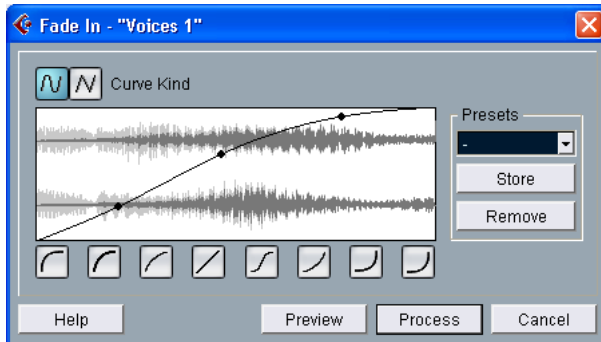 Fade In - "Voices 1"
Curve Kind
Presets
-
Store
Remove
Help
Preview
Process
Cancel